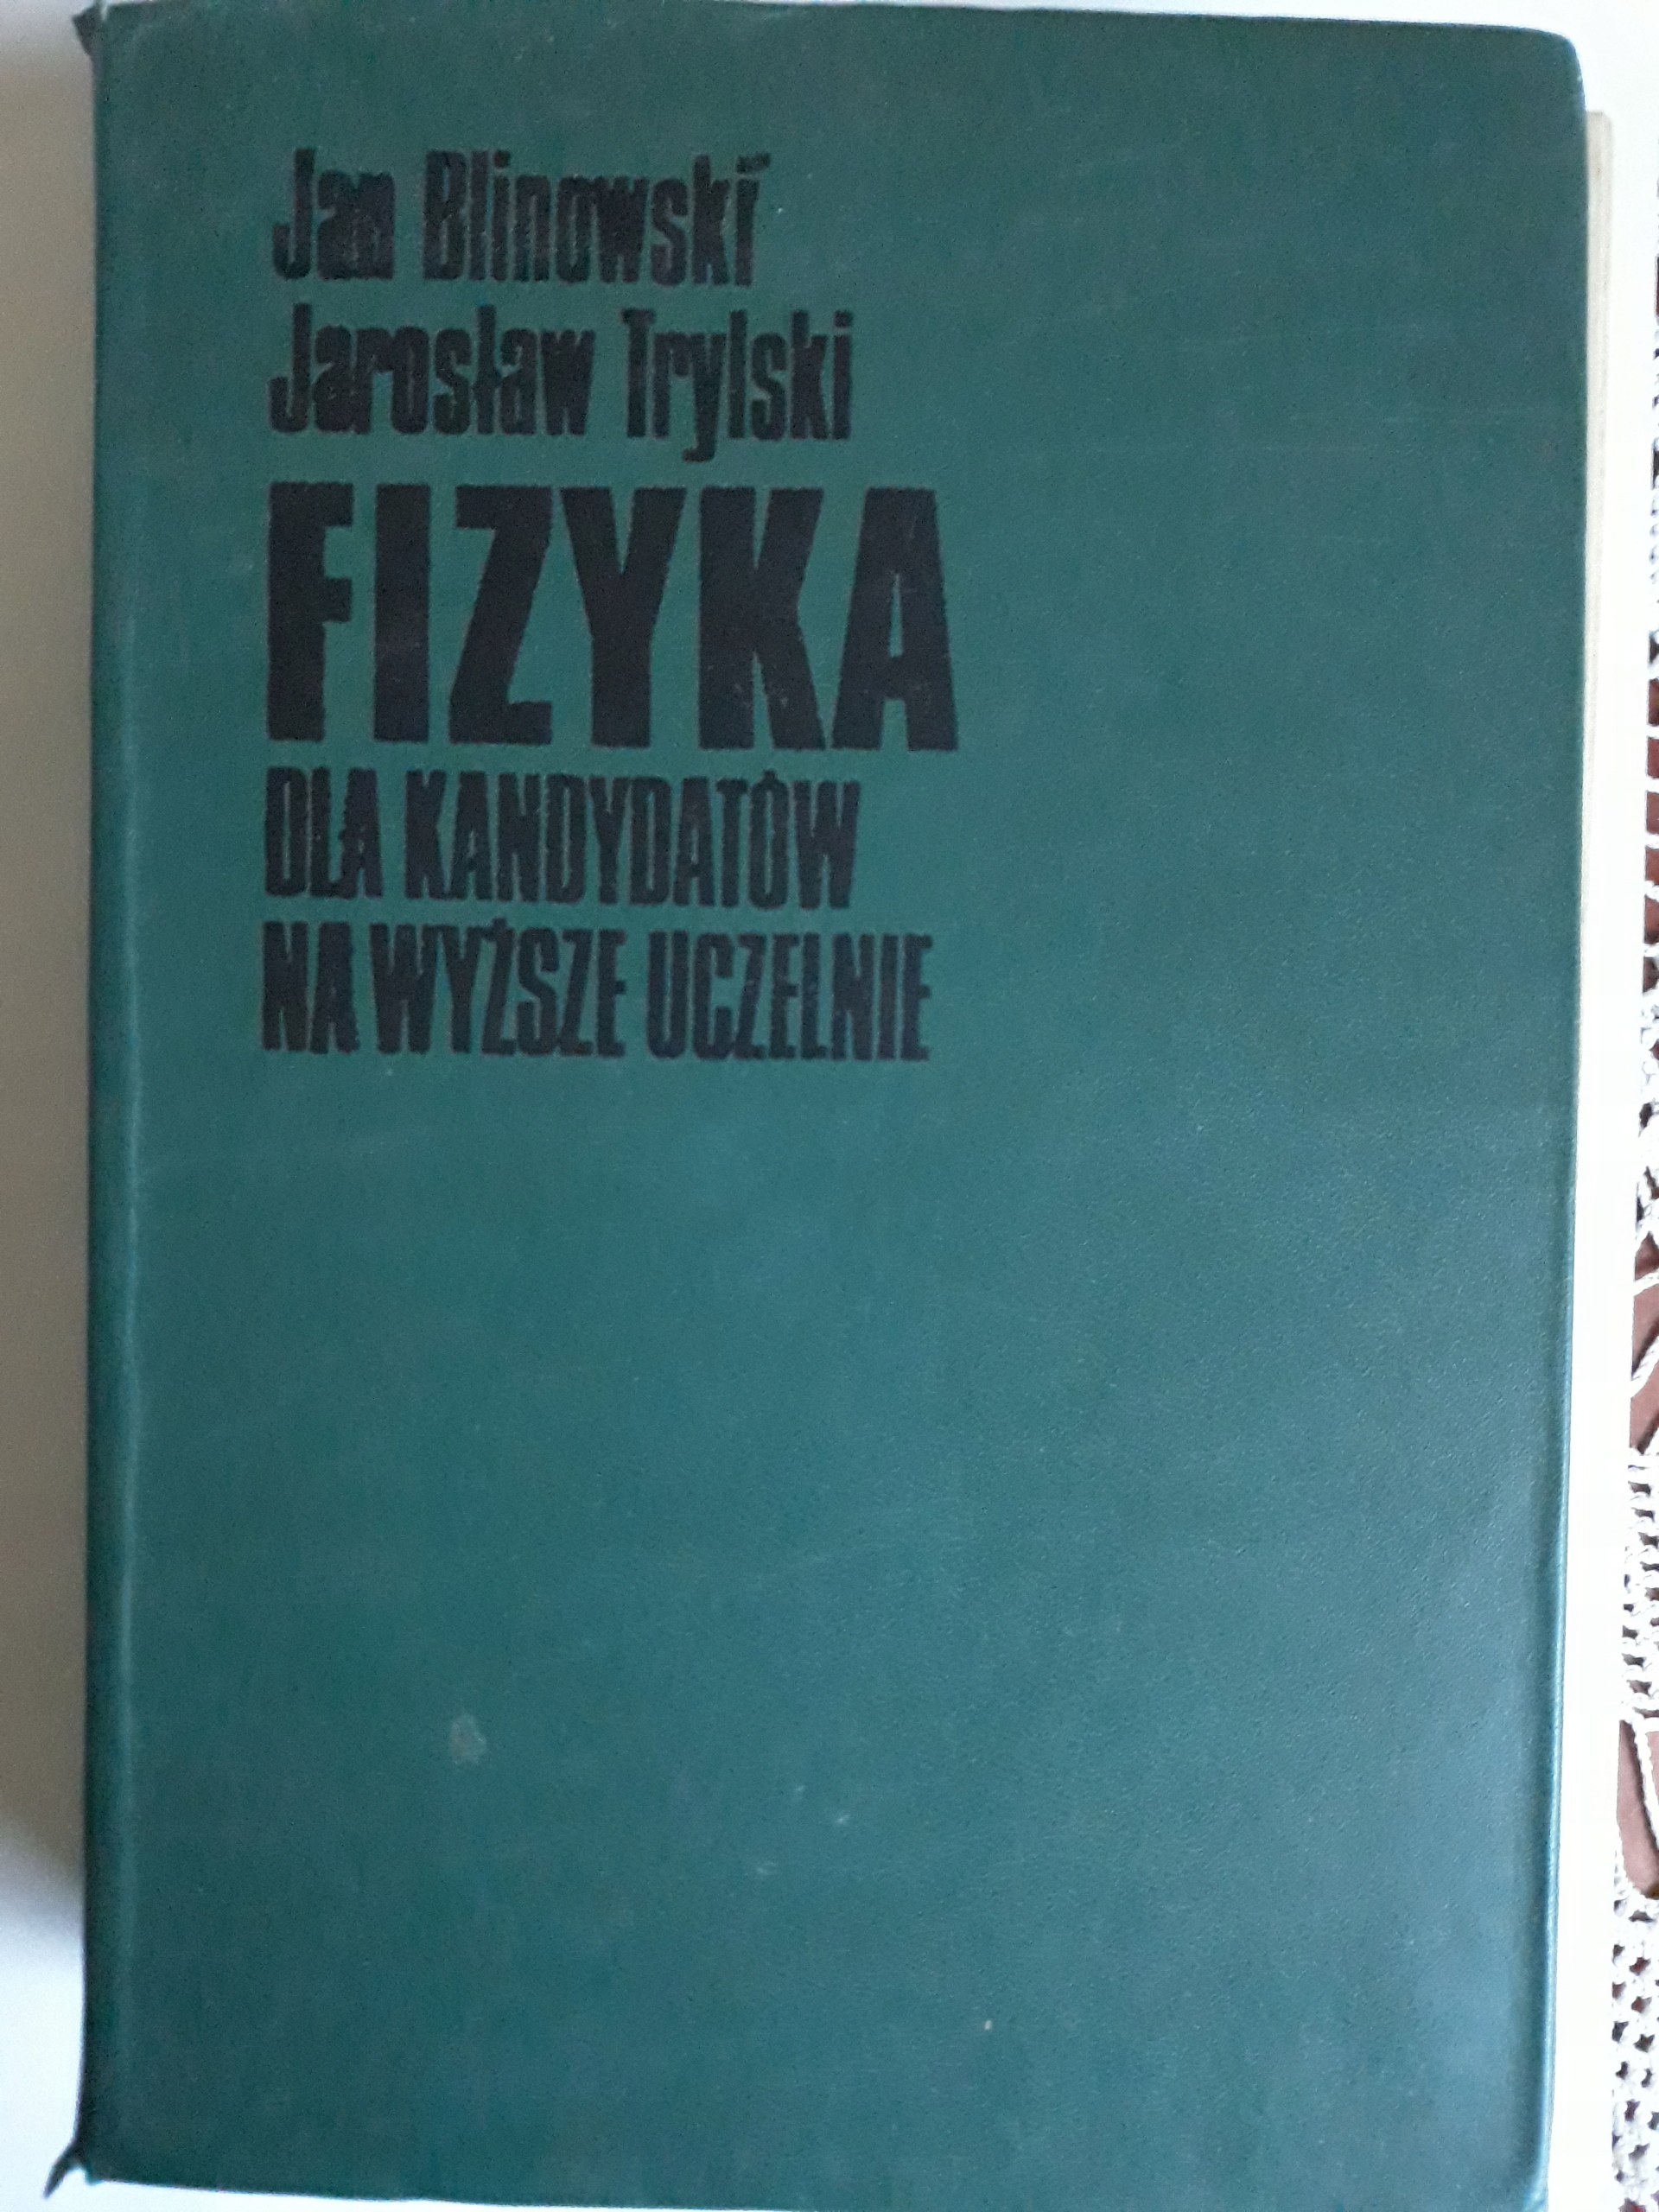 Jan Blinowski
Jarosław Trylski
FIZYKA
DLA KANDYDATÓW
NA WYŻSZE UCZELNIE